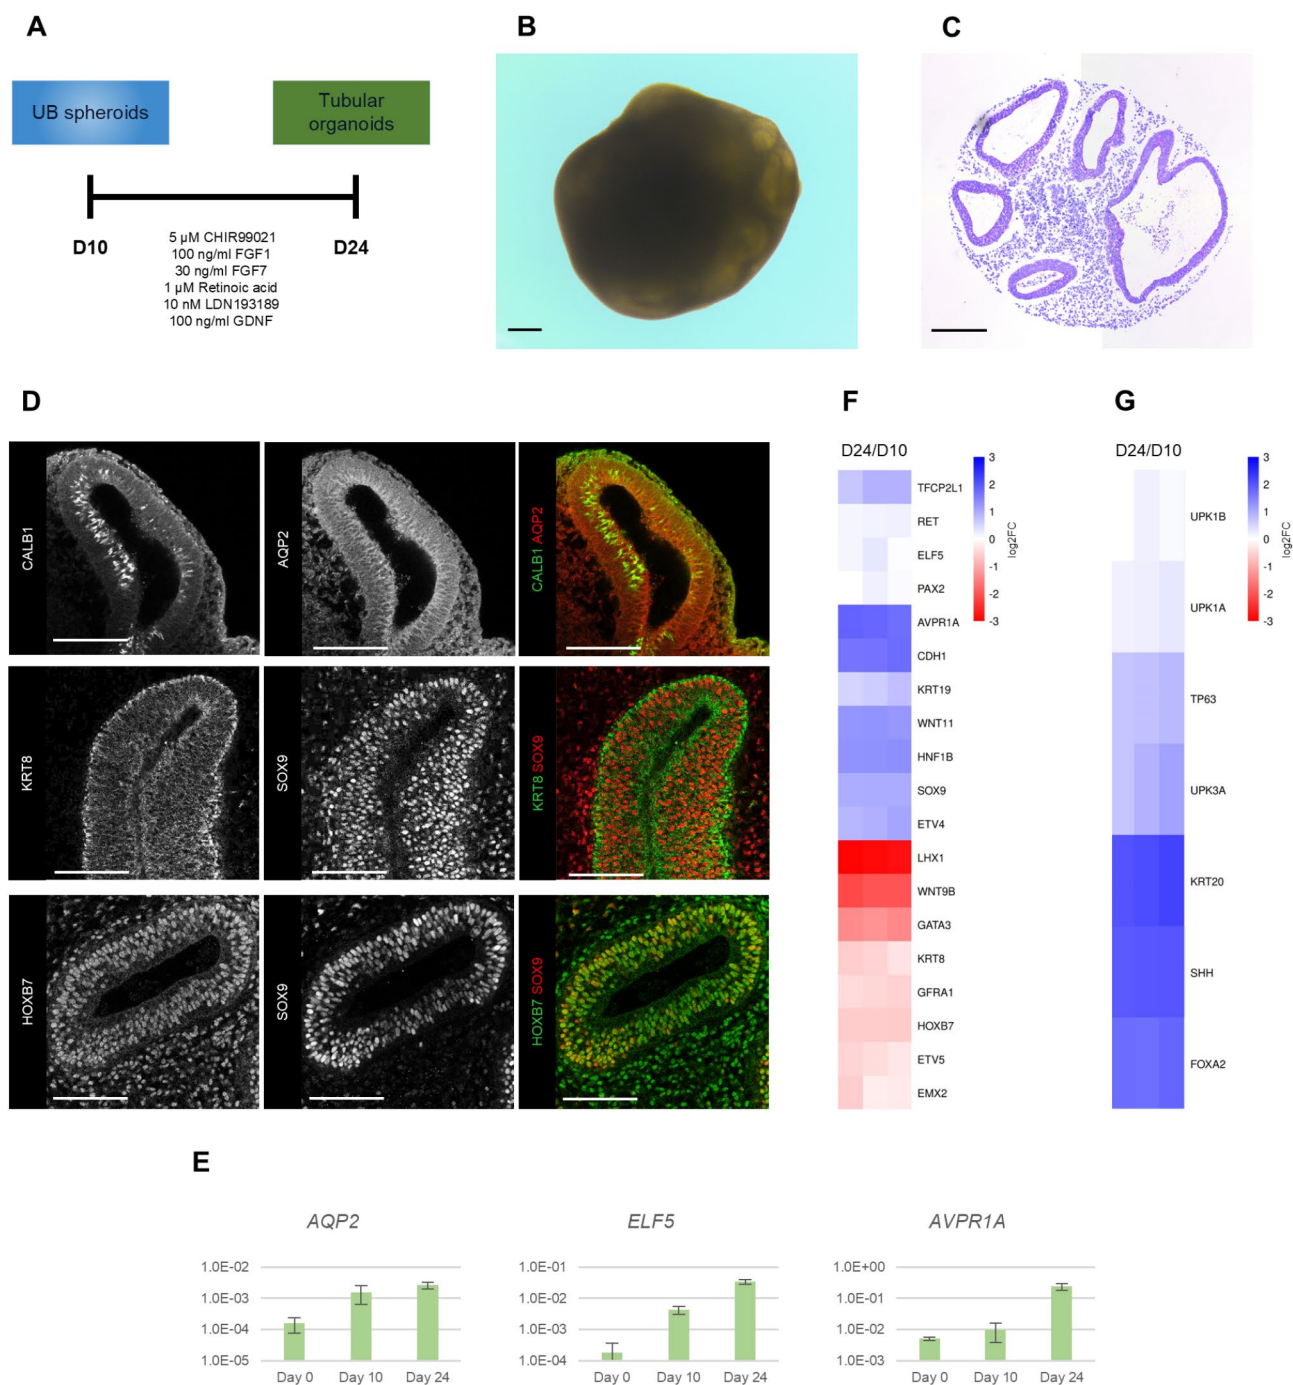 A
UB spheroids
Tubular
organoids
D10
D24
5 µM CHIR99021
100 ng/ml FGF1
30 ng/ml FGF7
1 µM Retinoic acid
10 nM LDN193189
100 ng/ml GDNF
B
C
D
CALB1
AQP2
CALB1 AQP2
KRT8
SOX9
KRT8 SOX9
HOXB7
SOX9
HOXB7 SOX9
F
D24/D10
TFCP2L1
RET
ELF5
PAX2
AVPR1A
CDH1
KRT19
WNT11
HNF1B
SOX9
ETV4
LHX1
WNT9B
GATA3
KRT8
GFRA1
HOXB7
ETV5
EMX2
3
2
1
0
-1
-2
-3
log2FC
G
D24/D10
UPK1B
UPK1A
TP63
UPK3A
KRT20
SHH
FOXA2
3
2
1
0
-1
-2
-3
log2FC
E
AQP2
1.0E-02
1.0E-03
1.0E-04
1.0E-05
Day 0 Day 10 Day 24
ELF5
1.0E-01
1.0E-02
1.0E-03
1.0E-04
Day 0 Day 10 Day 24
AVPR1A
1.0E+00
1.0E-01
1.0E-02
1.0E-03
Day 0 Day 10 Day 24